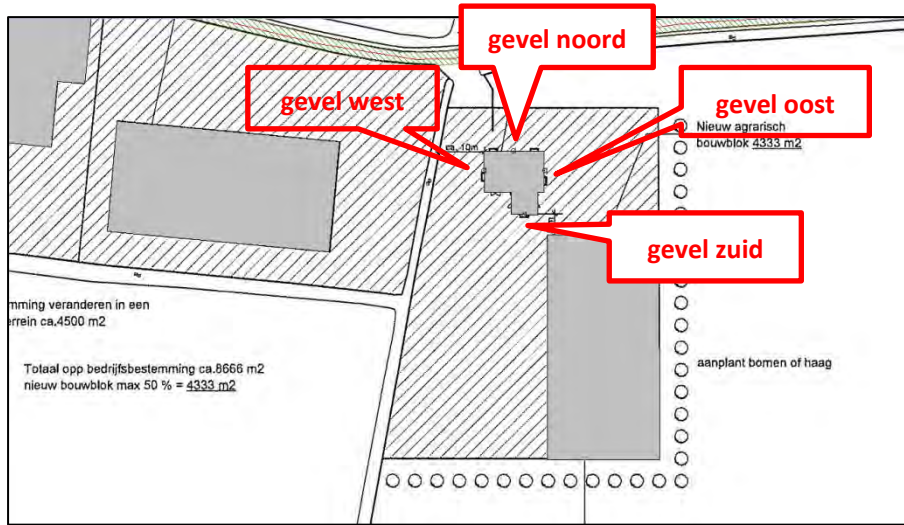 gevel noord
gevel west
gevel oost
Nieuw agrarisch
bouwblok 4333 m2
ca. 10m
gevel zuid
mming veranderen in een
errein ca.4500 m2
Totaal opp bedrijfsbestemming ca.8666 m2
nieuw bouwblok max 50 % = 4333 m2
aanplant bomen of haag